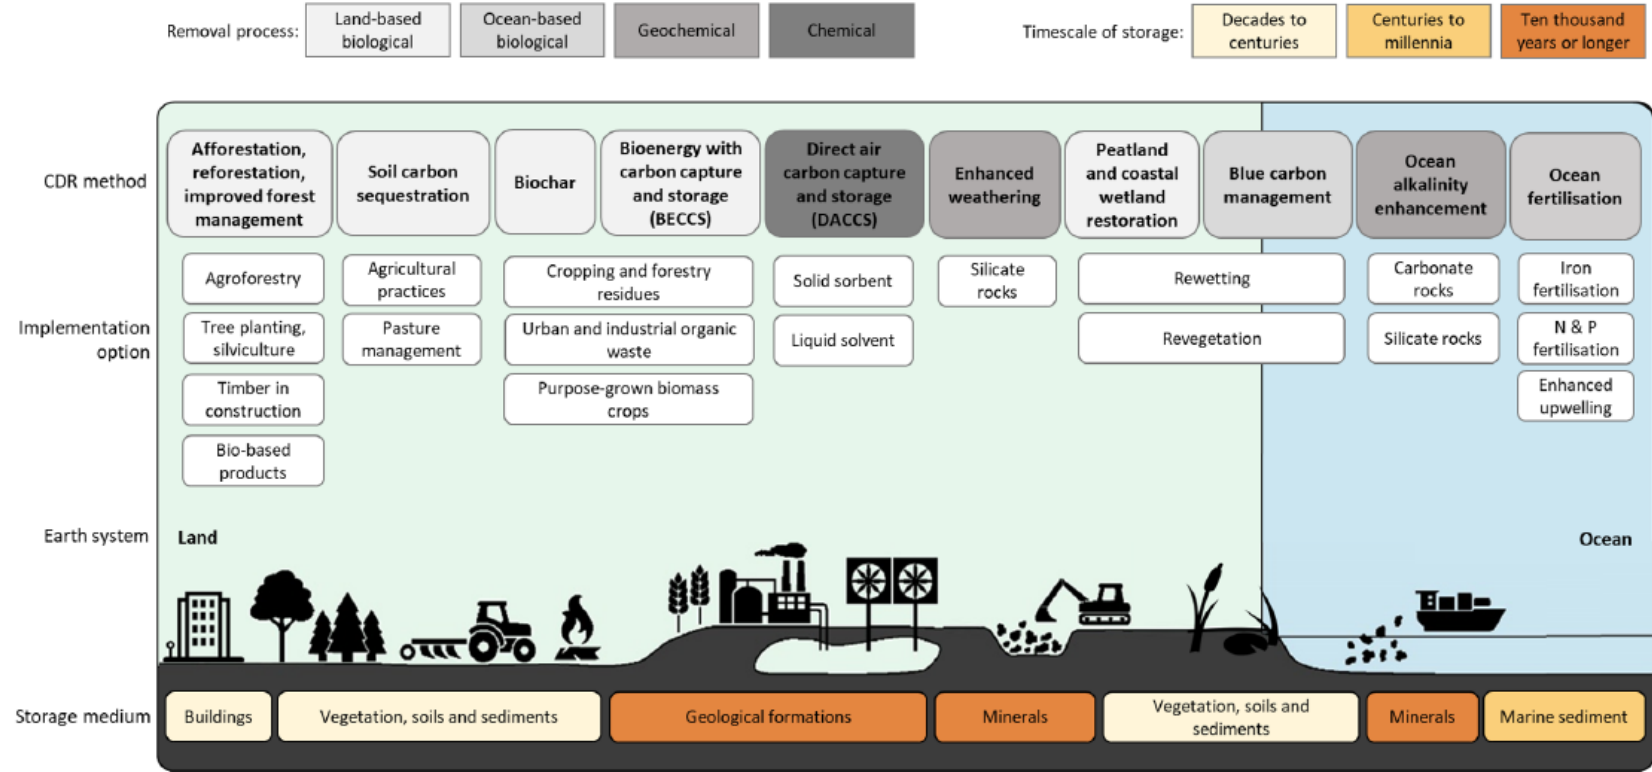 Removal process:
Land-based
biological
Ocean-based
biological
Geochemical
Chemical
Timescale of storage:
Decades to
centuries
Centuries to
millennia
Ten thousand
years or longer
CDR method
Afforestation,
reforestation,
improved forest
management
Soil carbon
sequestration
Biochar
Bioenergy with
carbon capture
and storage
(BECCS)
Direct air
carbon capture
and storage
(DACCS)
Enhanced
weathering
Peatland
and coastal
wetland
restoration
Blue carbon
management
Ocean
alkalinity
enhancement
Ocean
fertilisation
Implementation
option
Agroforestry
Tree planting,
silviculture
Timber in
construction
Bio-based
products
Agricultural
practices
Pasture
management
Cropping and forestry
residues
Urban and industrial organic
waste
Purpose-grown biomass
crops
Solid sorbent
Liquid solvent
Silicate
rocks
Rewetting
Revegetation
Carbonate
rocks
Silicate rocks
Iron
fertilisation
N & P
fertilisation
Enhanced
upwelling
Earth system
Land
Ocean
Storage medium
Buildings
Vegetation, soils and sediments
Geological formations
Minerals
Vegetation, soils and
sediments
Minerals
Marine sediment